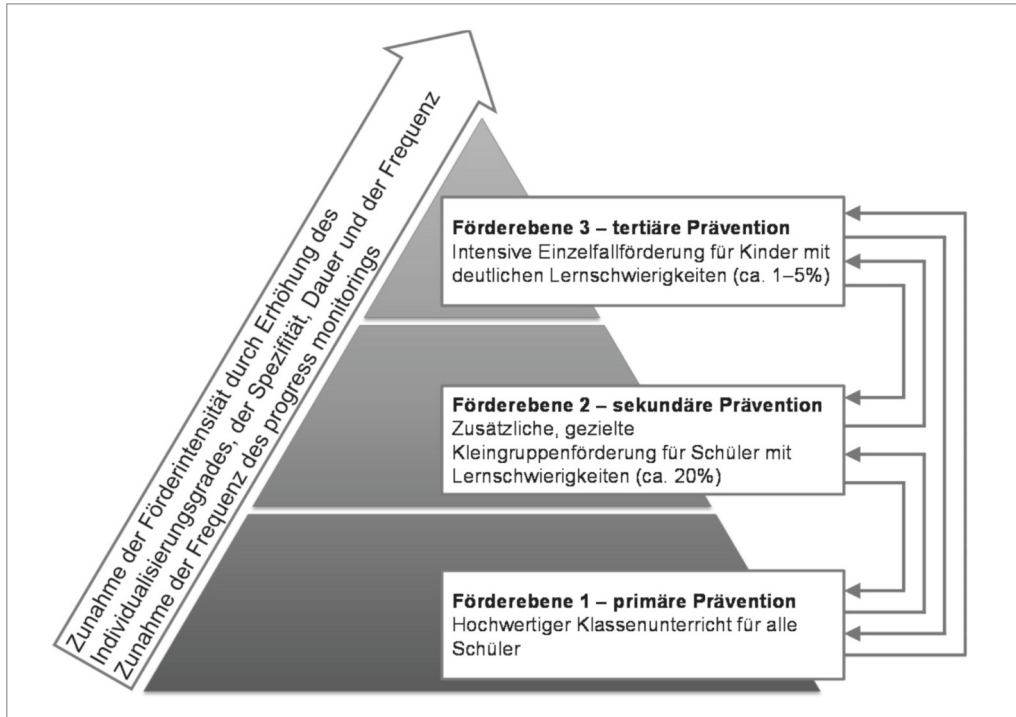 Zunahme der Förderintensität durch Erhöhung des
Individualisierungsgrades, der Spezifität, Dauer und der Frequenz
Zunahme der Frequenz des progress monitorings
Förderebene 3 – tertiäre Prävention
Intensive Einzelfallförderung für Kinder mit
deutlichen Lernschwierigkeiten (ca. 1–5%)
Förderebene 2 – sekundäre Prävention
Zusätzliche, gezielte
Kleingruppenförderung für Schüler mit
Lernschwierigkeiten (ca. 20%)
Förderebene 1 – primäre Prävention
Hochwertiger Klassenunterricht für alle
Schüler